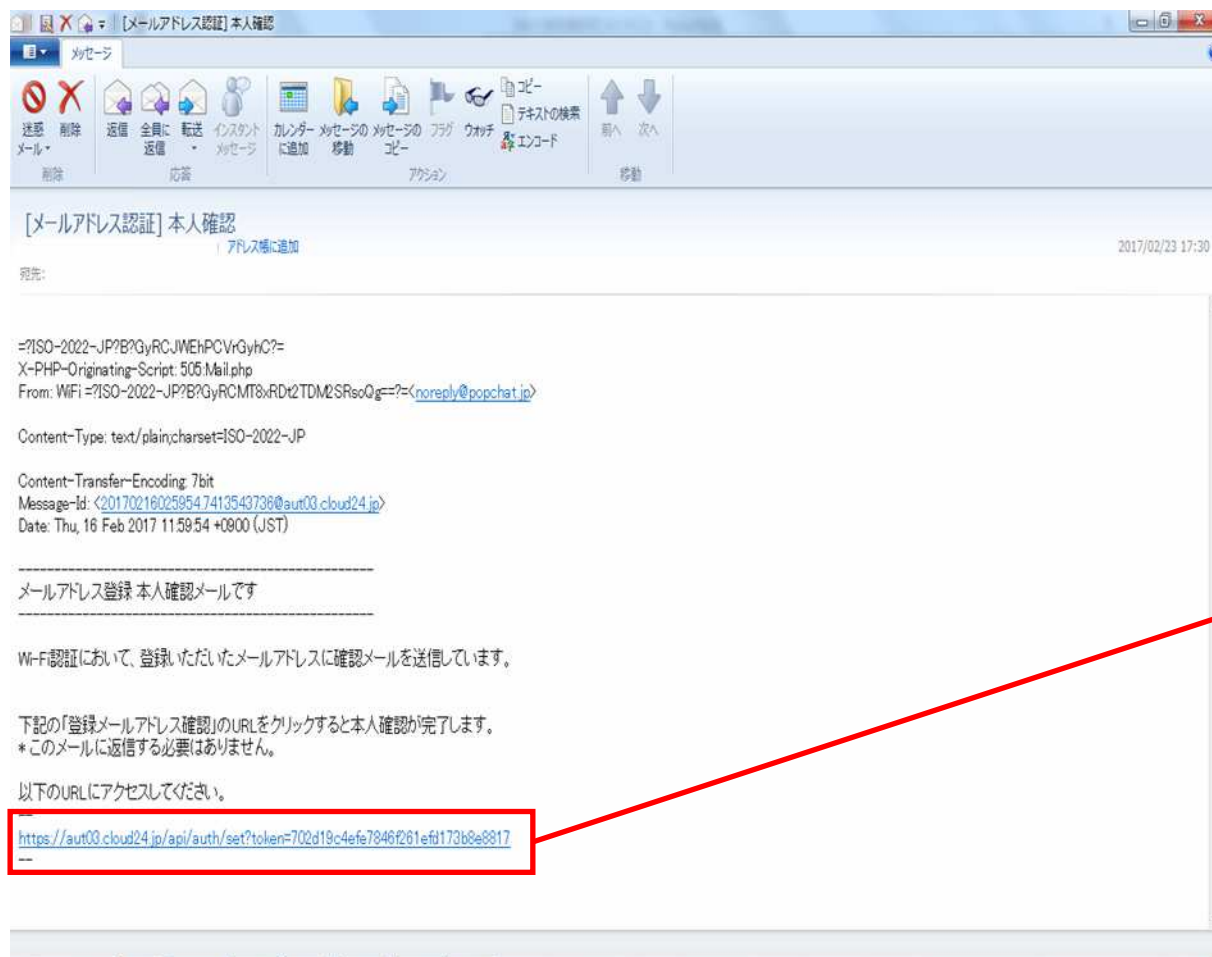 [メールアドレス認証] 本人確認
メッセージ
迷惑メール 削除 返信 全員に返信 転送 インスタントメッセージ カレンダーに追加 メッセージの移動 メッセージのコピー フラグ ウォッチ
コピー
テキストの検索
エンコード
前へ 次へ
削除 応答 アクション 移動
[メールアドレス認証] 本人確認
アドレス帳に追加
2017/02/23 17:30
宛先:
=?ISO-2022-JP?B?GyRCJWEhPCVrGyhC?=
X-PHP-Originating-Script: 505:Mail.php
From: WiFi =?ISO-2022-JP?B?GyRCMT8xRDt2TDM2SRsoQg==?=<noreply@popchat.jp>
Content-Type: text/plain;charset=ISO-2022-JP
Content-Transfer-Encoding: 7bit
Message-Id: <20170216025954.7413543736@aut03.cloud24.jp>
Date: Thu, 16 Feb 2017 11:59:54 +0900 (JST)
--------------------------------------------------
メールアドレス登録 本人確認メールです
--------------------------------------------------
Wi-Fi認証において、登録いただいたメールアドレスに確認メールを送信しています。
下記の「登録メールアドレス確認」のURLをクリックすると本人確認が完了します。
*このメールに返信する必要はありません。
以下のURLにアクセスしてください。
--
https://aut03.cloud24.jp/api/auth/set?token=702d19c4efe7846f261efd173b8e8817
--